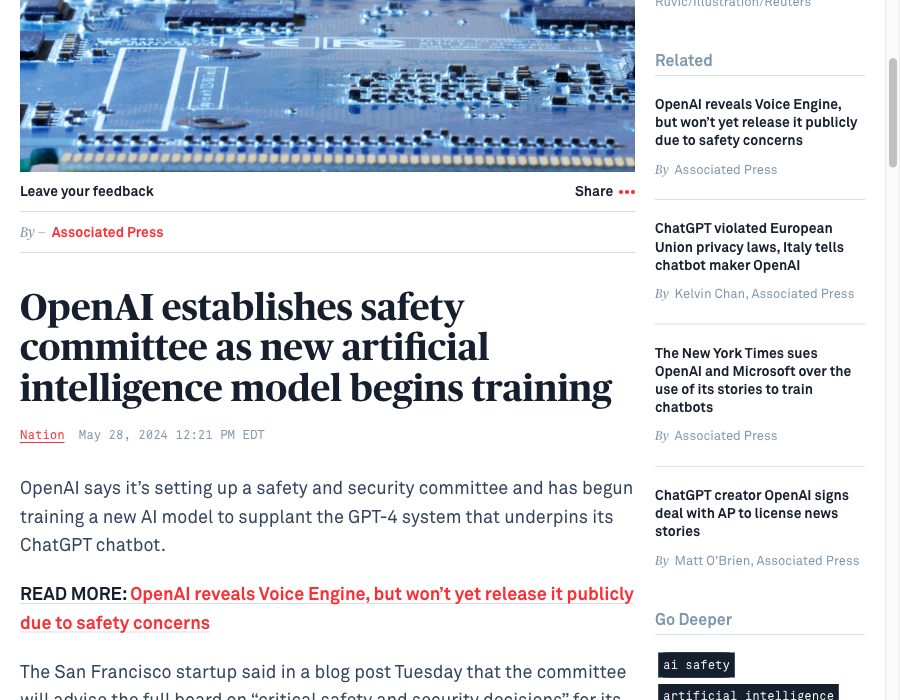 Ruvic/Illustration/Reuters
Leave your feedback
Share
By – Associated Press
OpenAI establishes safety
committee as new artificial
intelligence model begins training
Nation May 28, 2024 12:21 PM EDT
OpenAI says it’s setting up a safety and security committee and has begun
training a new AI model to supplant the GPT-4 system that underpins its
ChatGPT chatbot.
READ MORE: OpenAI reveals Voice Engine, but won’t yet release it publicly
due to safety concerns
The San Francisco startup said in a blog post Tuesday that the committee
will advise the full board on “critical safety and security decisions” for its
Related
OpenAI reveals Voice Engine,
but won’t yet release it publicly
due to safety concerns
By Associated Press
ChatGPT violated European
Union privacy laws, Italy tells
chatbot maker OpenAI
By Kelvin Chan, Associated Press
The New York Times sues
OpenAI and Microsoft over the
use of its stories to train
chatbots
By Associated Press
ChatGPT creator OpenAI signs
deal with AP to license news
stories
By Matt O’Brien, Associated Press
Go Deeper
ai safety
artificial intelligence